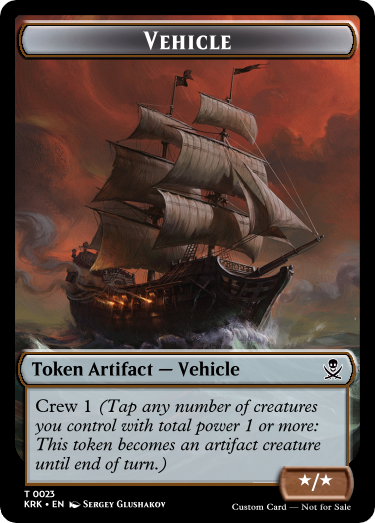 Vehicle
Token Artifact — Vehicle
Crew 1 (Tap any number of creatures
you control with total power 1 or more:
This token becomes an artifact creature
until end of turn.)
*/*
T 0023
KRK • EN Sergey Glushakov
Custom Card — Not for Sale